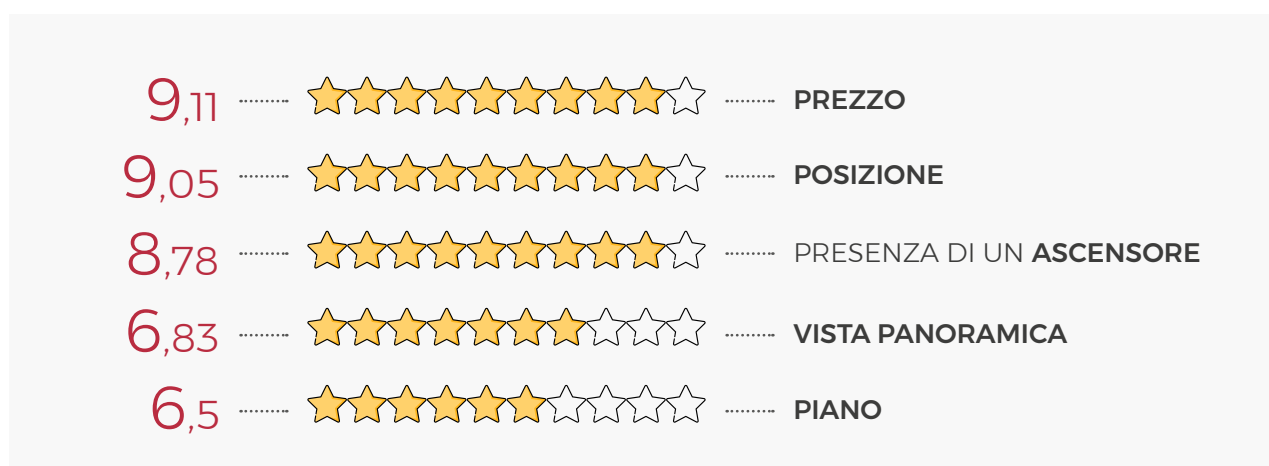 9,11 PREZZO
9,05 POSIZIONE
8,78 PRESENZA DI UN ASCENSORE
6,83 VISTA PANORAMICA
6,5 PIANO